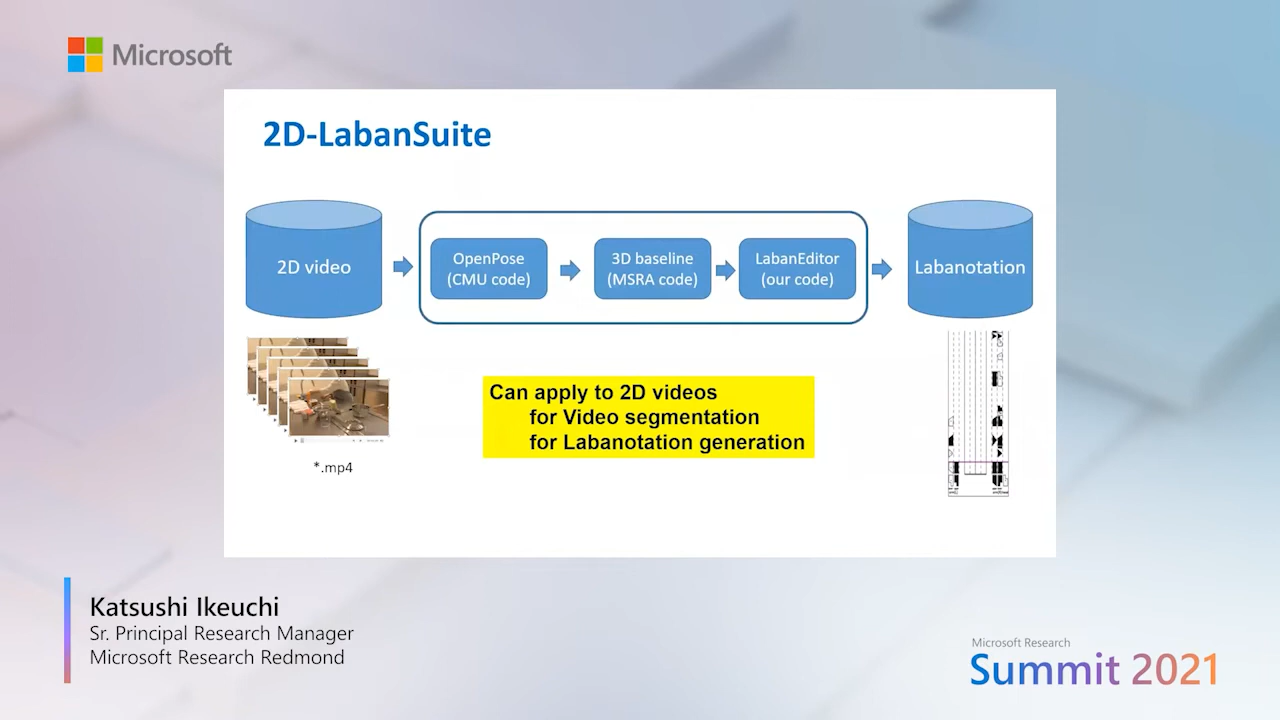 Microsoft
2D-LabanSuite
2D video
OpenPose
(CMU code)
3D baseline
(MSRA code)
LabanEditor
(our code)
Labanotation
Can apply to 2D videos
for Video segmentation
for Labanotation generation
*.mp4
Katsushi Ikeuchi
Sr. Principal Research Manager
Microsoft Research Redmond
Microsoft Research
Summit 2021